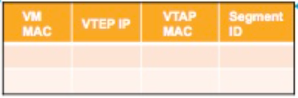 VM MAC
VTEP IP
VTAP MAC
Segment ID